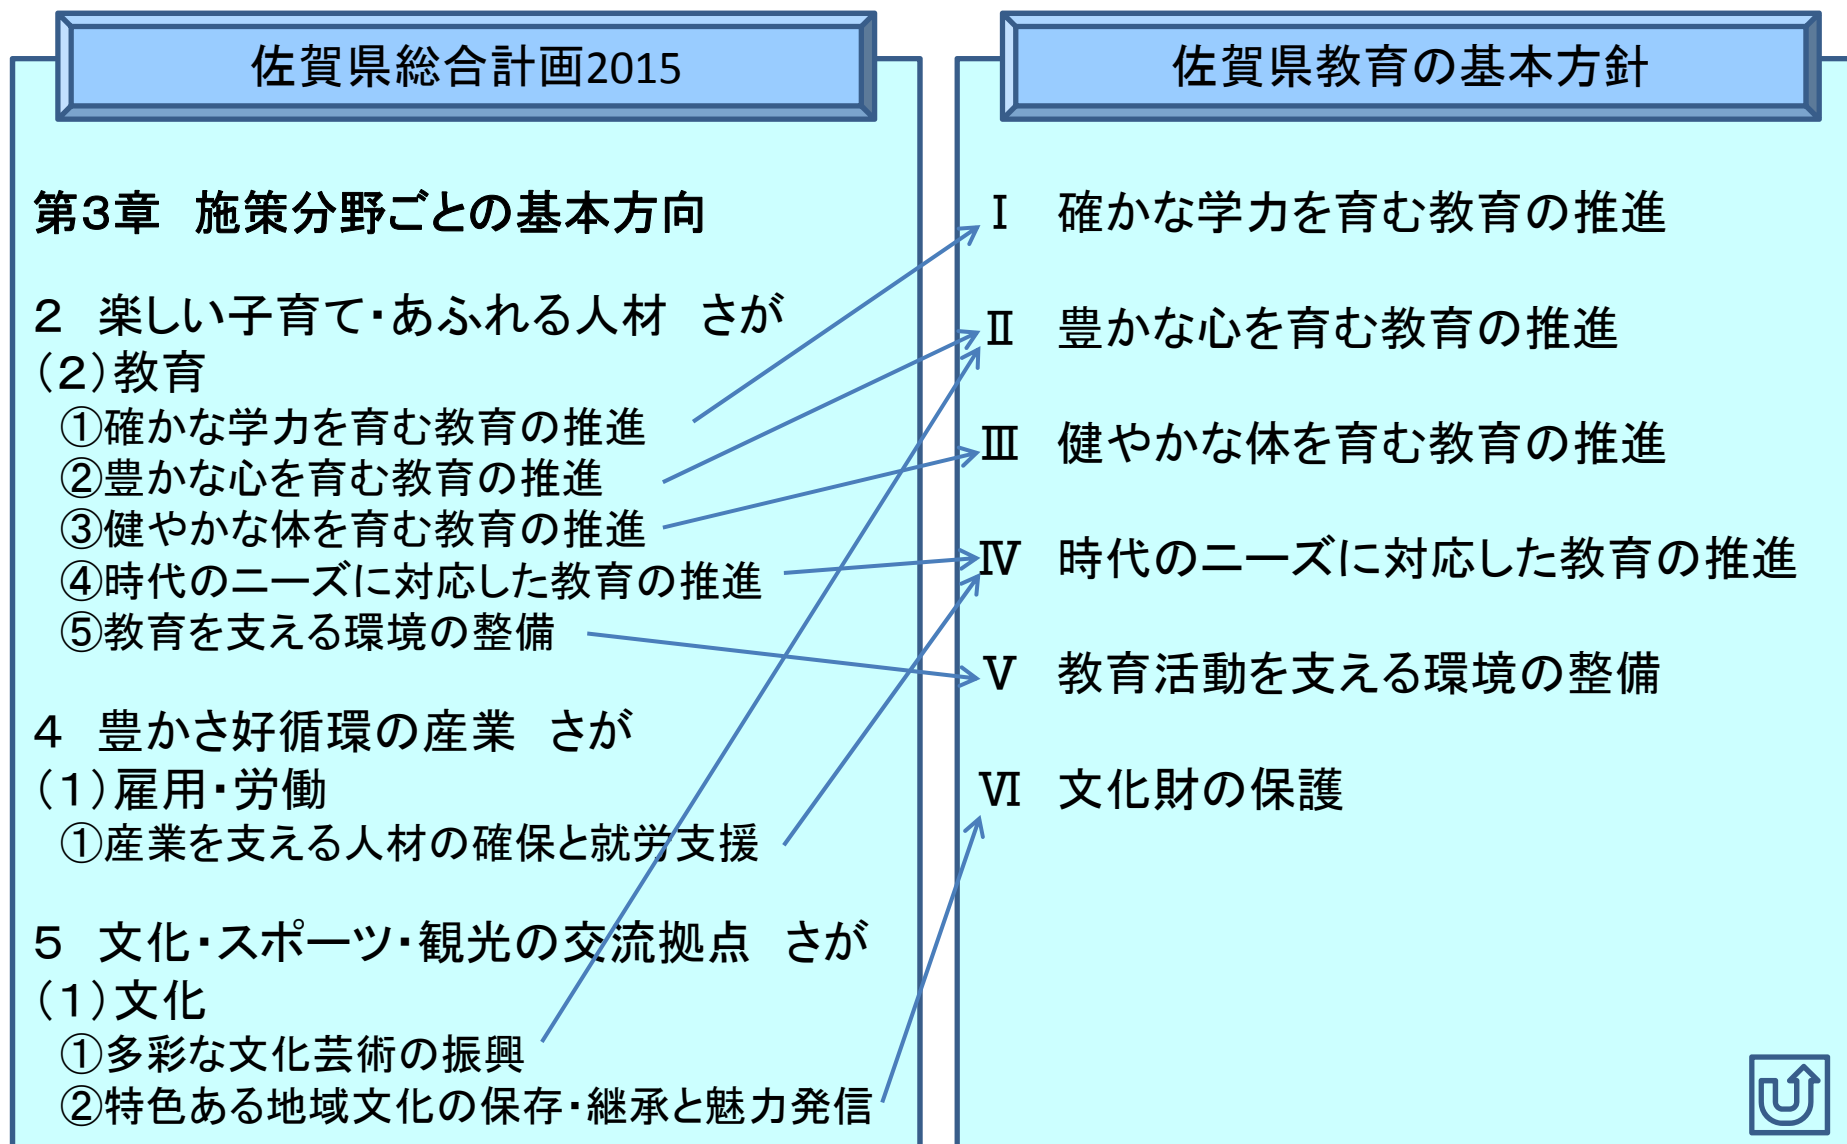 佐賀県総合計画2015
第3章　施策分野ごとの基本方向
２　楽しい子育て・あふれる人材　さが
（２）教育
①確かな学力を育む教育の推進
②豊かな心を育む教育の推進
③健やかな体を育む教育の推進
④時代のニーズに対応した教育の推進
⑤教育を支える環境の整備
４　豊かさ好循環の産業　さが
（１）雇用・労働
①産業を支える人材の確保と就労支援
５　文化・スポーツ・観光の交流拠点　さが
（１）文化
①多彩な文化芸術の振興
②特色ある地域文化の保存・継承と魅力発信
佐賀県教育の基本方針
Ⅰ　確かな学力を育む教育の推進
Ⅱ　豊かな心を育む教育の推進
Ⅲ　健やかな体を育む教育の推進
Ⅳ　時代のニーズに対応した教育の推進
Ⅴ　教育活動を支える環境の整備
Ⅵ　文化財の保護